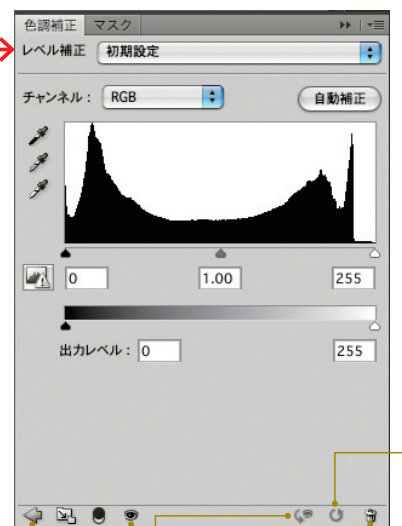 色調補正 マスク
レベル補正 初期設定
チャンネル： RGB 自動補正
0 1.00 255
出力レベル： 0 255